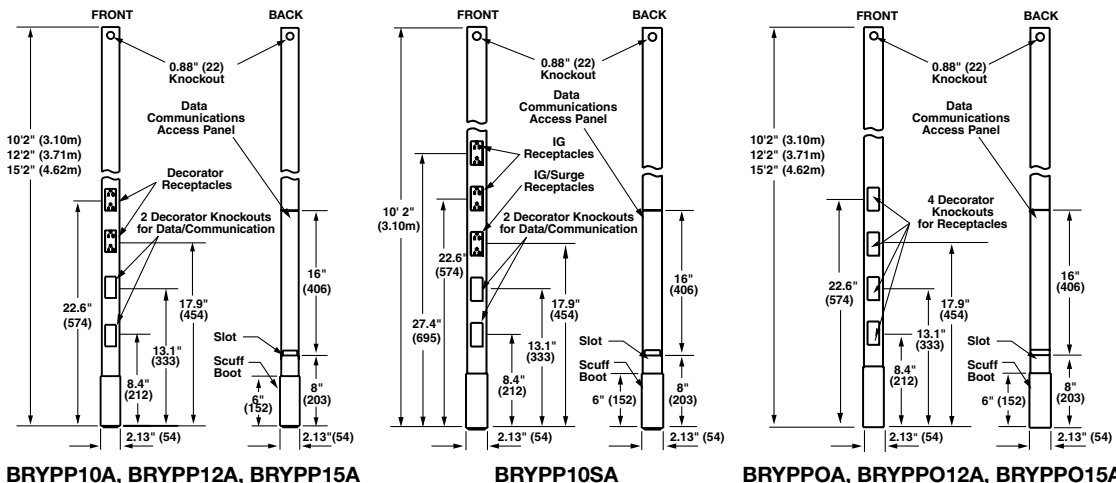 FRONT
BACK
0.88" (22)
Knockout
Data
Communications
Access Panel
10'2" (3.10m)
12'2" (3.71m)
15'2" (4.62m)
Decorator
Receptacles
2 Decorator Knockouts
for Data/Communication
22.6"
(574)
17.9"
(454)
16"
(406)
13.1"
(333)
Slot
Scuff
Boot
8.4"
(212)
6"
(152)
8"
(203)
2.13" (54)
2.13" (54)
BRYPP10A, BRYPP12A, BRYPP15A
FRONT
BACK
0.88" (22)
Knockout
Data
Communications
Access Panel
IG
Receptacles
IG/Surge
Receptacles
10' 2"
(3.10m)
2 Decorator Knockouts
for Data/Communication
22.6"
(574)
27.4"
(695)
17.9"
(454)
16"
(406)
13.1"
(333)
Slot
Scuff
Boot
8.4"
(212)
6" (152)
8"
(203)
2.13" (54)
2.13" (54)
BRYPP10SA
FRONT
BACK
0.88" (22)
Knockout
Data
Communications
Access Panel
10'2" (3.10m)
12'2" (3.71m)
15'2" (4.62m)
4 Decorator
Knockouts
for Receptacles
22.6"
(574)
17.9"
(454)
16"
(406)
13.1"
(333)
Slot
Scuff
Boot
8.4"
(212)
6" (152)
8"
(203)
2.13" (54)
2.13" (54)
BRYPPOA, BRYPPO12A, BRYPPO15A